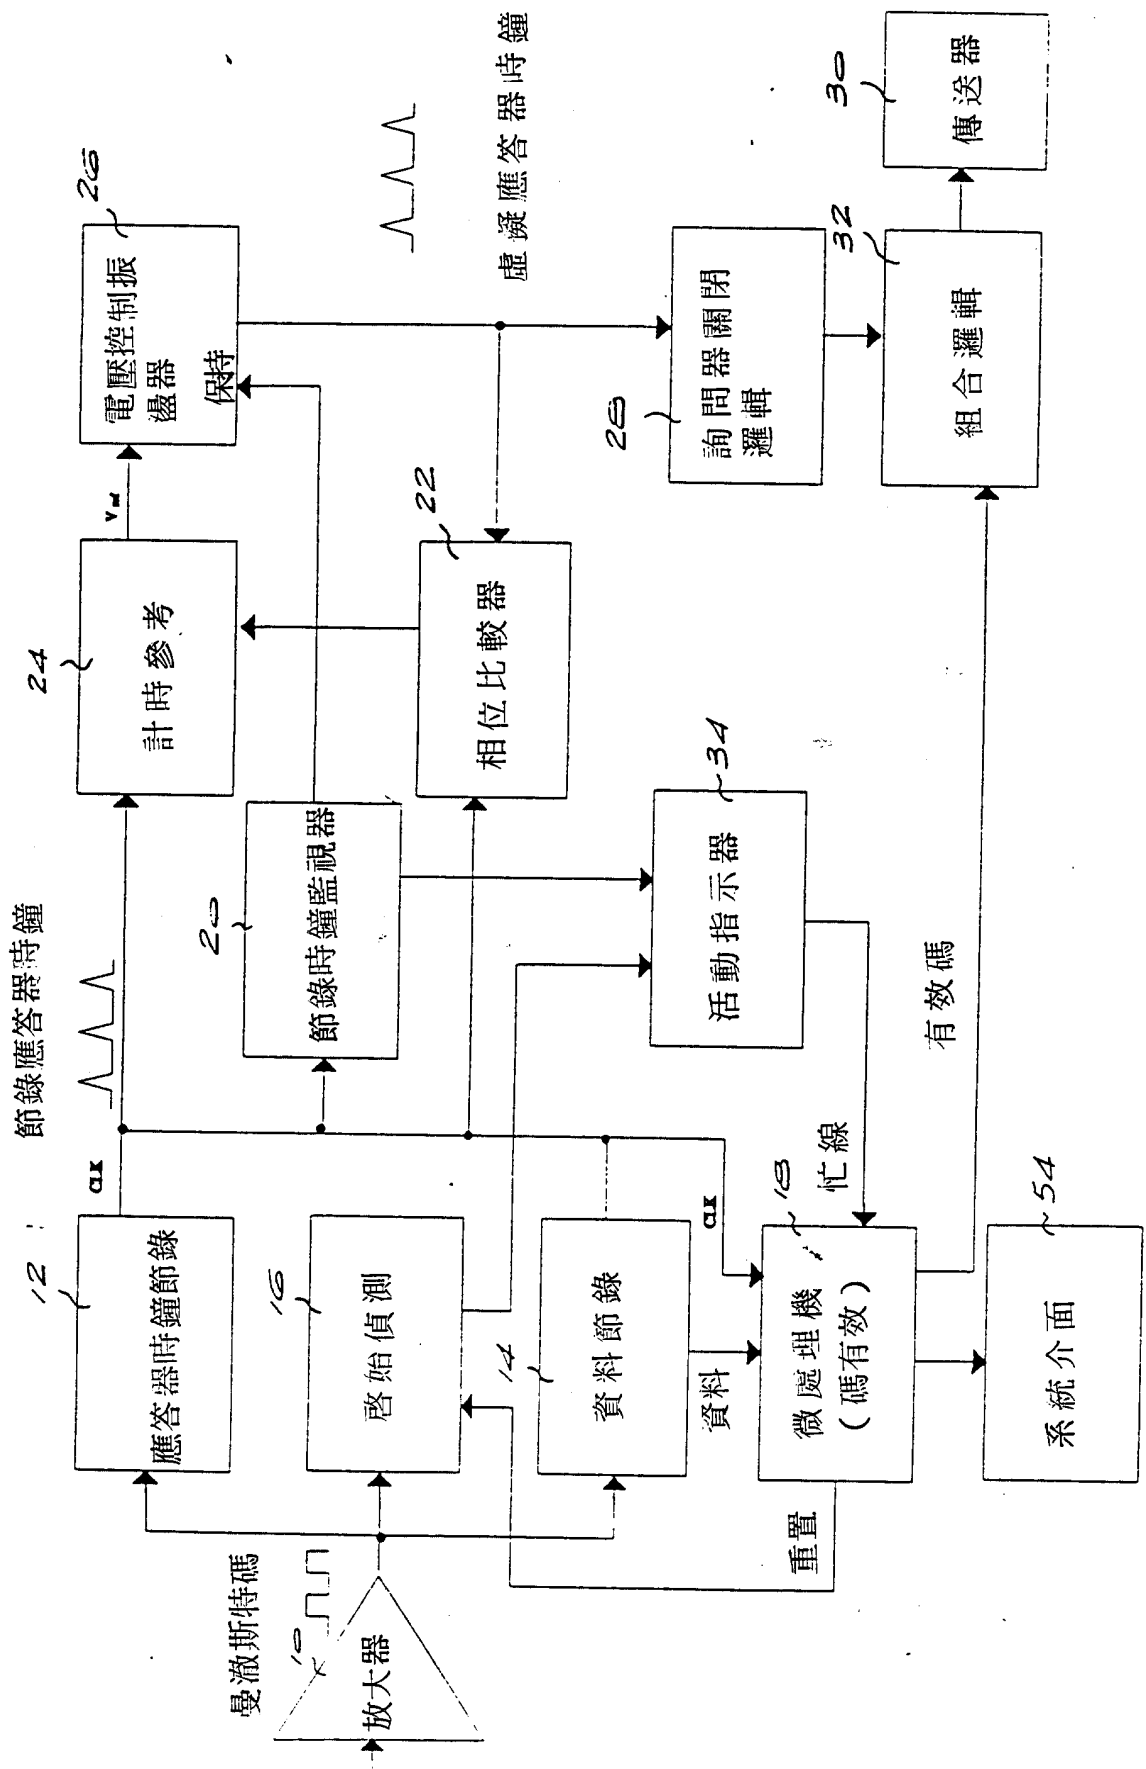 節錄應答器時鐘
CLK
12
應答器時鐘節錄
24
計時參考
26
電壓控制振
盪器
保持
曼澈斯特碼
10
放大器
16
啓始偵測
20
節錄時鐘監視器
22
相位比較器
虛擬應答器時鐘
14
資料節錄
資料
CLK
34
活動指示器
28
詢問器關閉
邏輯
重置
18
微處理機
(碼有效)
忙線
有效碼
32
組合邏輯
30
傳送器
54
系統介面